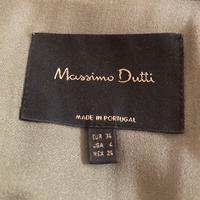 Massimo Dutti
MADE IN PORTUGAL
EUR 36
USA 4
MEX 26